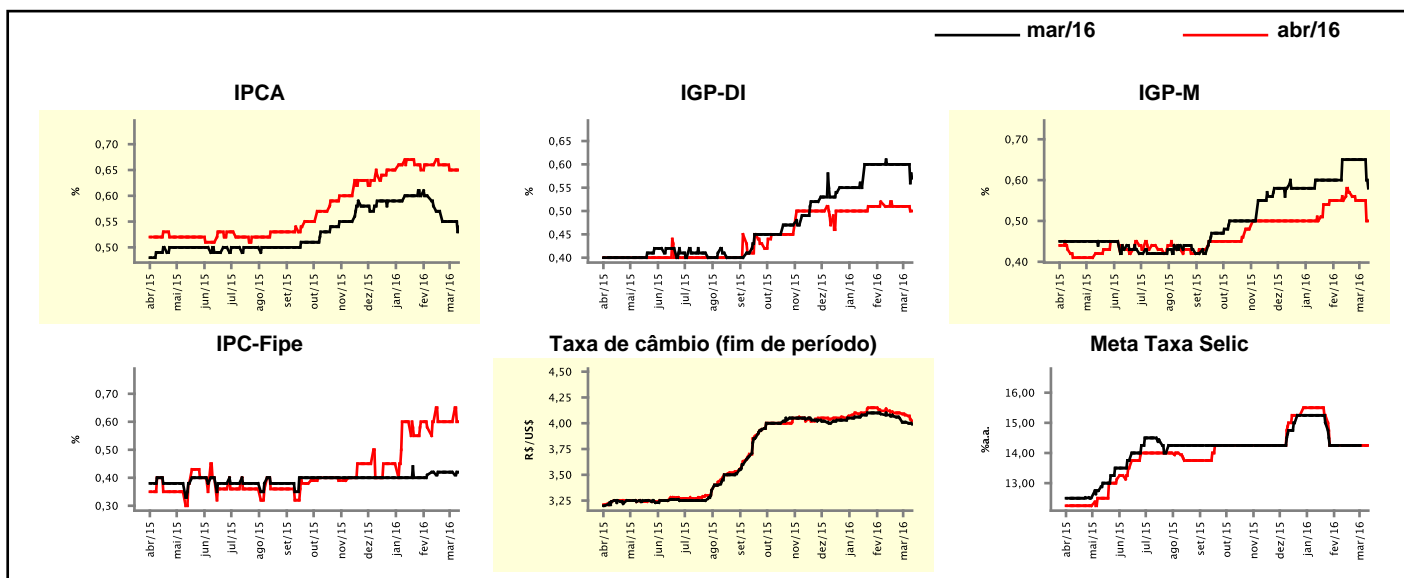 mar/16 abr/16
IPCA
%
0,70
0,65
0,60
0,55
0,50
abr/15 mai/15 jun/15 jul/15 ago/15 set/15 out/15 nov/15 dez/15 jan/16 fev/16 mar/16
IGP-DI
%
0,65
0,60
0,55
0,50
0,45
0,40
abr/15 mai/15 jun/15 jul/15 ago/15 set/15 out/15 nov/15 dez/15 jan/16 fev/16 mar/16
IGP-M
%
0,70
0,60
0,50
0,40
abr/15 mai/15 jun/15 jul/15 ago/15 set/15 out/15 nov/15 dez/15 jan/16 fev/16 mar/16
IPC-Fipe
%
0,70
0,60
0,50
0,40
0,30
abr/15 mai/15 jun/15 jul/15 ago/15 set/15 out/15 nov/15 dez/15 jan/16 fev/16 mar/16
Taxa de câmbio (fim de período)
R$/US$
4,50
4,25
4,00
3,75
3,50
3,25
abr/15 mai/15 jun/15 jul/15 ago/15 set/15 out/15 nov/15 dez/15 jan/16 fev/16 mar/16
Meta Taxa Selic
%a.a.
16,00
15,00
14,00
13,00
abr/15 mai/15 jun/15 jul/15 ago/15 set/15 out/15 nov/15 dez/15 jan/16 fev/16 mar/16